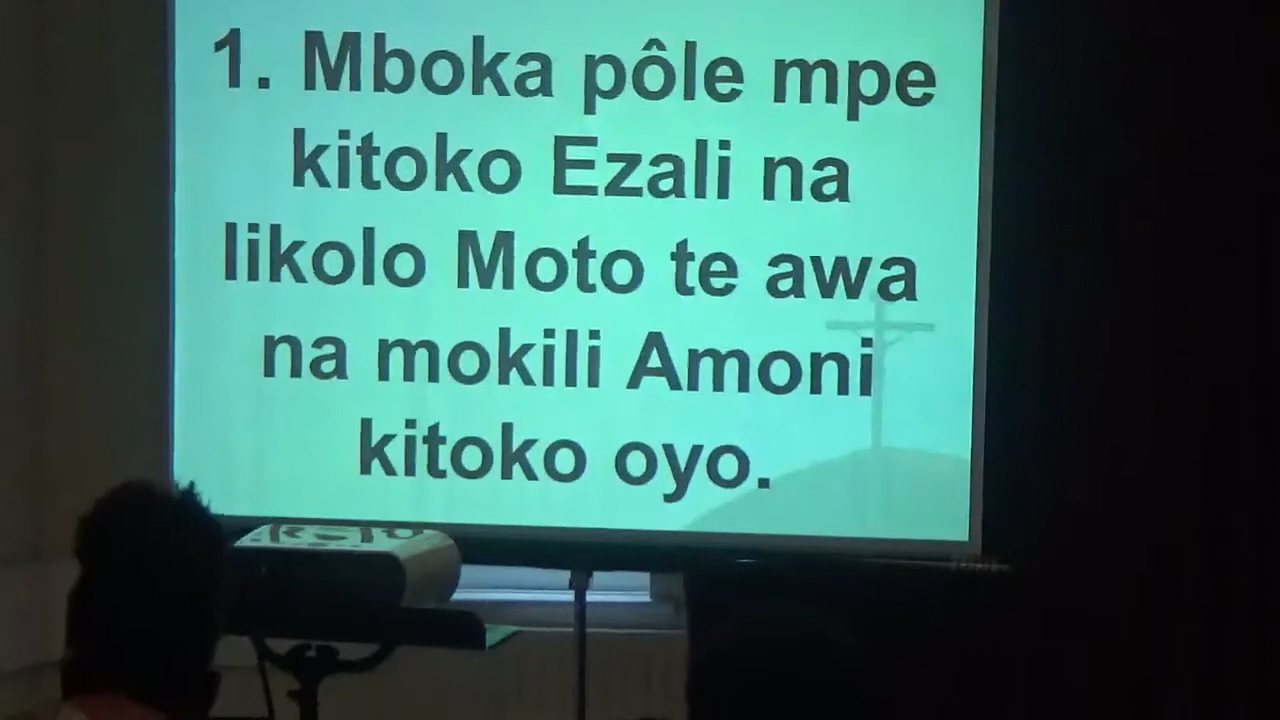 1. Mboka pôle mpe
kitoko Ezali na
likolo Moto te awa
na mokili Amoni
kitoko oyo.